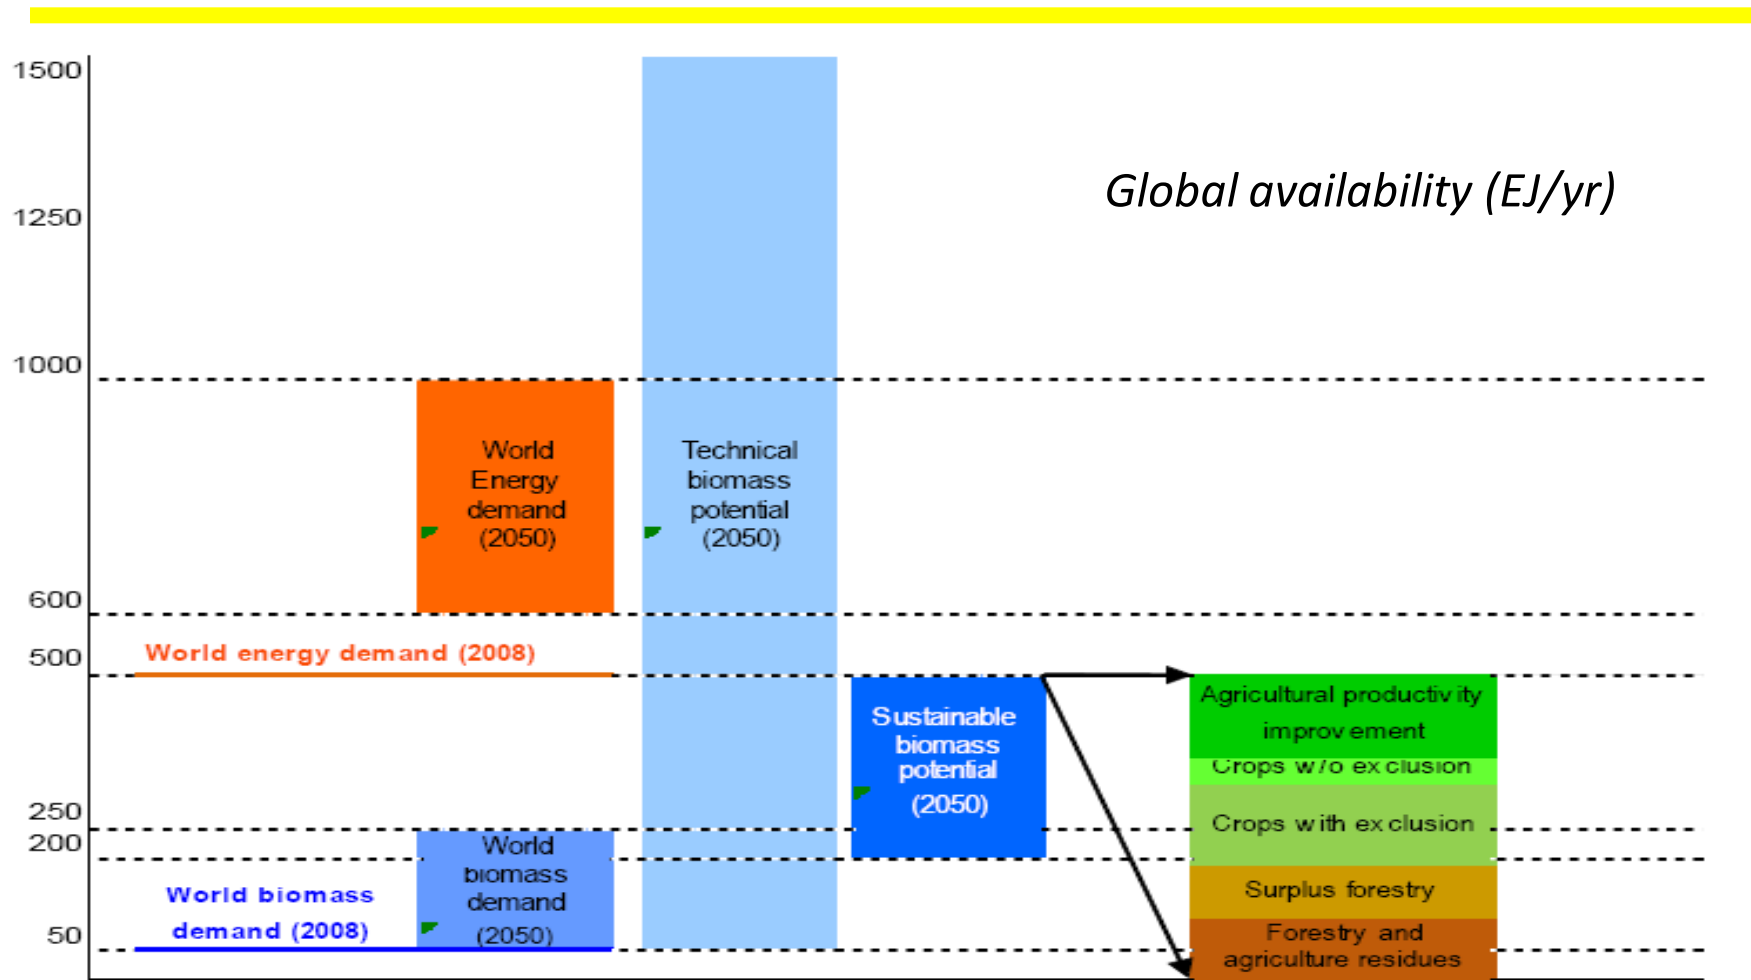 1500
1250
1000
600
500
250
200
50
Global availability (EJ/yr)
World
Energy
demand
(2050)
Technical
biomass
potential
(2050)
World energy demand (2008)
Sustainable
biomass
potential
(2050)
World
biomass
demand
(2050)
World biomass
demand (2008)
Agricultural productivity
improvement
Crops w/o exclusion
Crops with exclusion
Surplus forestry
Forestry and
agriculture residues